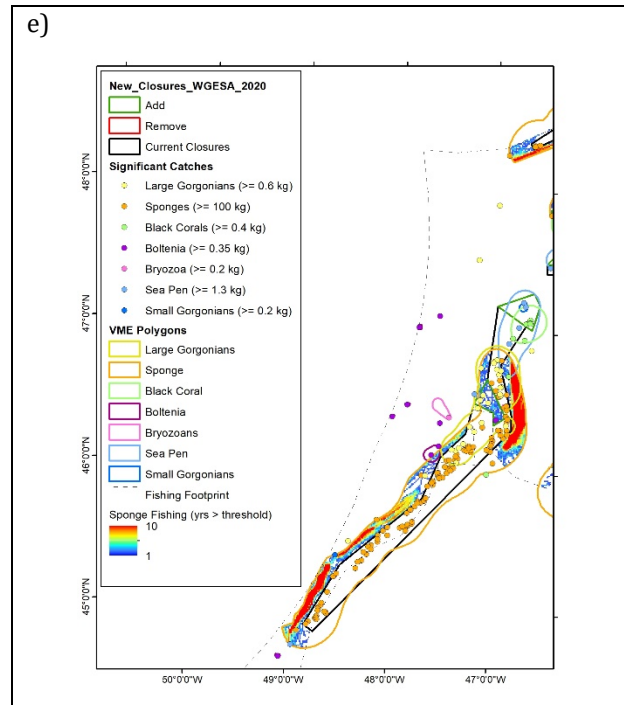 e)
New_Closures_WGESA_2020
Add
Remove
Current Closures
Significant Catches
Large Gorgonians (>= 0.6 kg)
Sponges (>= 100 kg)
Black Corals (>= 0.4 kg)
Boltenia (>= 0.35 kg)
Bryozoa (>= 0.2 kg)
Sea Pen (>= 1.3 kg)
Small Gorgonians (>= 0.2 kg)
VME Polygons
Large Gorgonians
Sponge
Black Coral
Boltenia
Bryozoans
Sea Pen
Small Gorgonians
Fishing Footprint
Sponge Fishing (yrs > threshold)
10
1
48°0'0"N
47°0'0"N
46°0'0"N
45°0'0"N
50°0'0"W
49°0'0"W
48°0'0"W
47°0'0"W